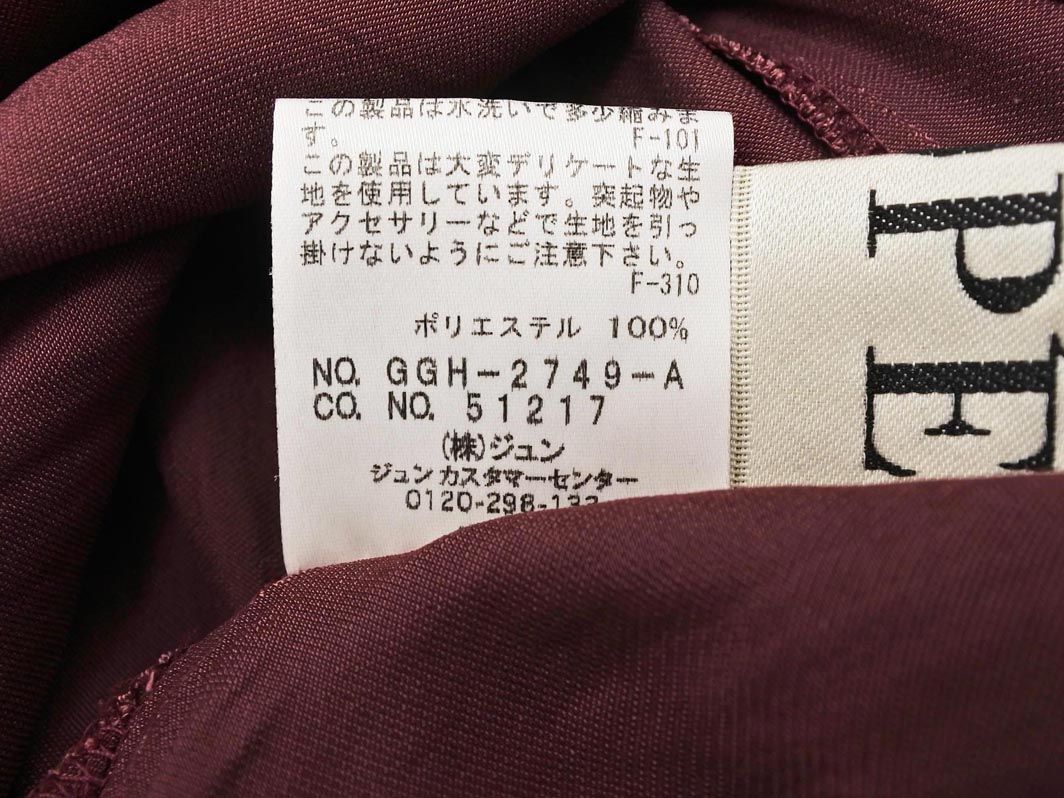 この製品は水洗いで多少縮みま
す。 F-101
この製品は大変デリケートな生
地を使用しています。突起物や
アクセサリーなどで生地を引っ
掛けないようにご注意下さい。
F-310
ポリエステル 100%
NO. GGH-2749-A
CO. NO. 51217
(株)ジュン
ジュンカスタマーセンター
0120-298-133
PE